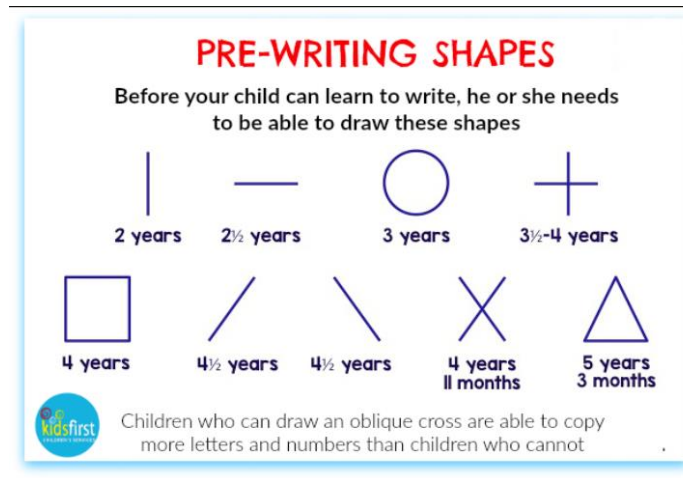 PRE-WRITING SHAPES
Before your child can learn to write, he or she needs
to be able to draw these shapes
2 years
2½ years
3 years
3½-4 years
4 years
4½ years
4½ years
4 years
11 months
5 years
3 months
kidsfirst
CHILDREN'S SERVICES
Children who can draw an oblique cross are able to copy
more letters and numbers than children who cannot
.